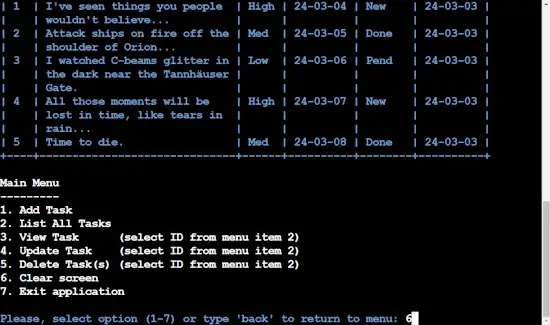 | 1 | I've seen things you people | High | 24-03-04 | New | 24-03-03 |
| | wouldn't believe... | | | | |
| 2 | Attack ships on fire off the | Med | 24-03-05 | Done | 24-03-03 |
| | shoulder of Orion... | | | | |
| 3 | I watched C-beams glitter in | Low | 24-03-06 | Pend | 24-03-03 |
| | the dark near the Tannhäuser | | | | |
| | Gate. | | | | |
| 4 | All those moments will be | High | 24-03-07 | New | 24-03-03 |
| | lost in time, like tears in | | | | |
| | rain... | | | | |
| 5 | Time to die. | Med | 24-03-08 | Done | 24-03-03 |
+----+------------------------------+------+----------+------+----------+
Main Menu
---------
1. Add Task
2. List All Tasks
3. View Task (select ID from menu item 2)
4. Update Task (select ID from menu item 2)
5. Delete Task(s) (select ID from menu item 2)
6. Clear screen
7. Exit application
Please, select option (1-7) or type 'back' to return to menu: 6